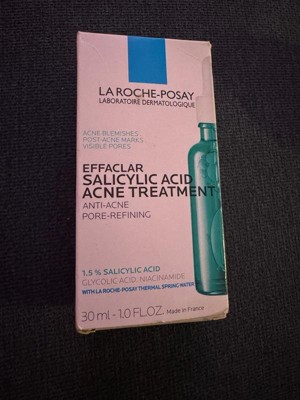 LA ROCHE-POSAY
LABORATOIRE DERMATOLOGIQUE
ACNE BLEMISHES,
POST-ACNE MARKS,
VISIBLE PORES
EFFACLAR
SALICYLIC ACID
ACNE TREATMENT
ANTI-ACNE
PORE-REFINING
1.5% SALICYLIC ACID
GLYCOLIC ACID, NIACINAMIDE
WITH LA ROCHE-POSAY THERMAL SPRING WATER
30 ml - 1.0 FL.OZ. Made in France